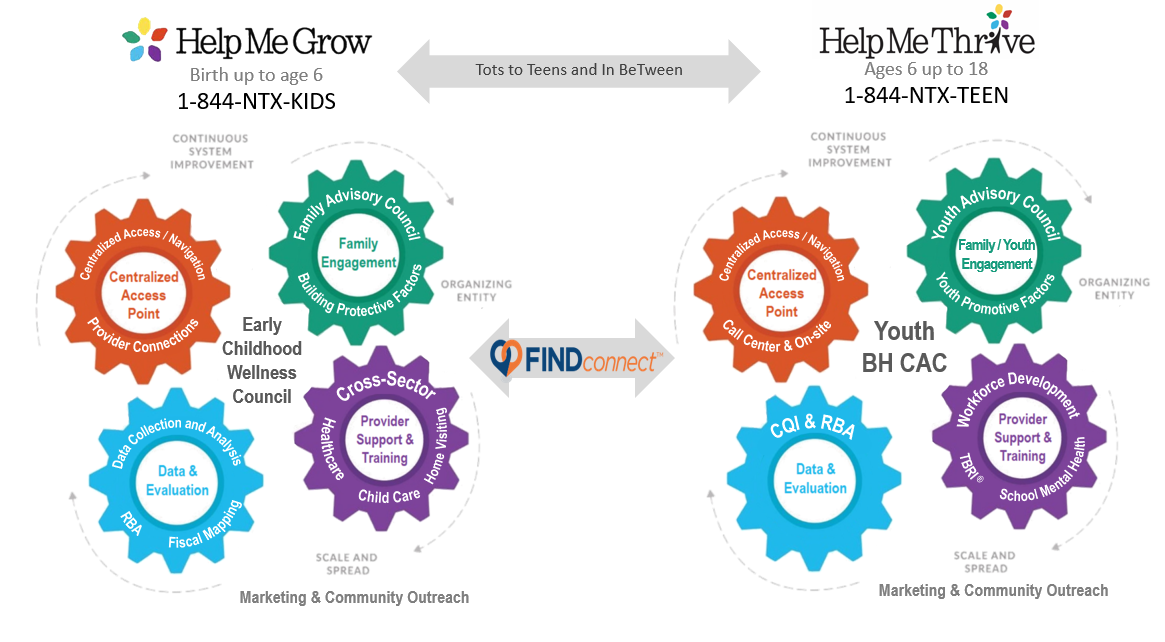 Help Me Grow
Birth up to age 6
1-844-NTX-KIDS
Tots to Teens and In BeTween
Help Me Thrive
Ages 6 up to 18
1-844-NTX-TEEN
CONTINUOUS
SYSTEM
IMPROVEMENT
Family Advisory Council
Family
Engagement
Building Protective Factors
Centralized Access / Navigation
Centralized
Access
Point
Provider Connections
ORGANIZING
ENTITY
Early
Childhood
Wellness
Council
Cross-Sector
Healthcare
Provider
Support &
Training
Home Visiting
Child Care
Data Collection and Analysis
Data &
Evaluation
RBA
Fiscal Mapping
SCALE AND
SPREAD
Marketing & Community Outreach
FINDconnect™
CONTINUOUS
SYSTEM
IMPROVEMENT
Youth Advisory Council
Family / Youth
Engagement
Youth Promotive Factors
Centralized Access / Navigation
Centralized
Access
Point
Call Center & On-site
ORGANIZING
ENTITY
Youth
BH CAC
Workforce Development
Provider
Support &
Training
TBRI®
School Mental Health
CQI & RBA
Data &
Evaluation
SCALE AND
SPREAD
Marketing & Community Outreach